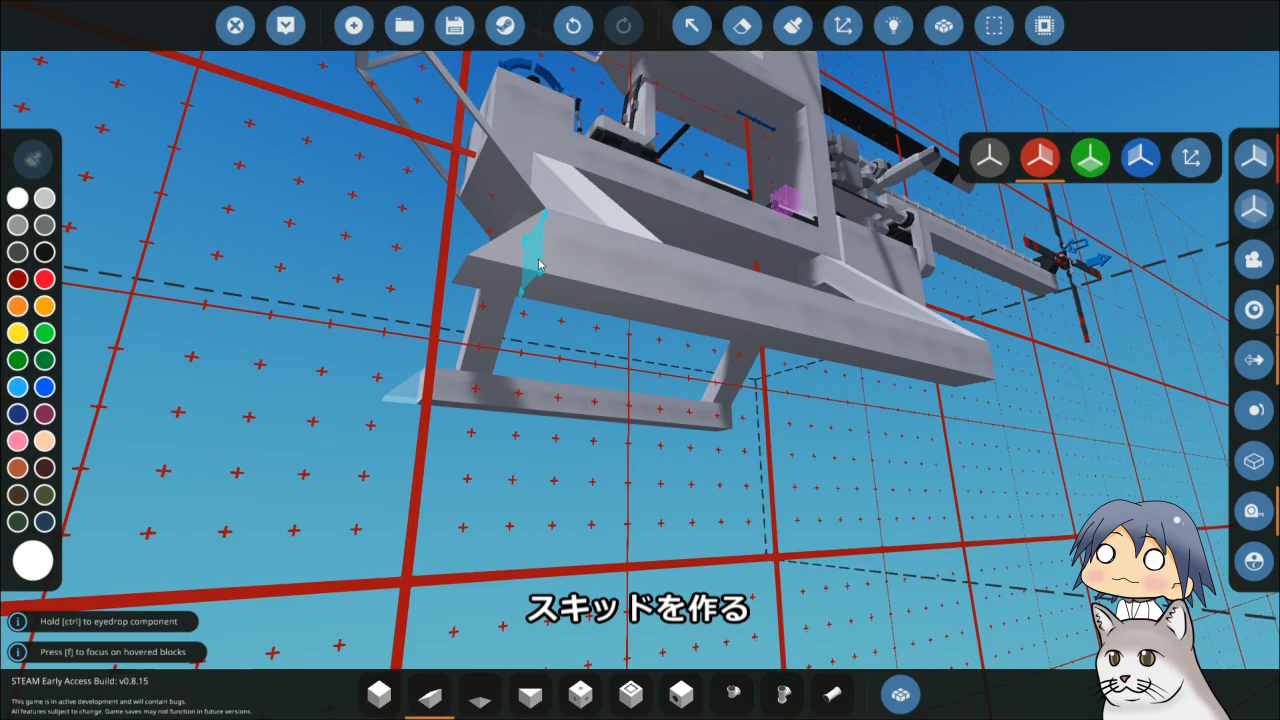 スキッドを作る
Hold [ctrl] to eyedrop component
Press [f] to focus on hovered blocks
STEAM Early Access Build: v0.8.15
This game is in active development and will contain bugs.
All features subject to change. Game saves may not function in future versions.